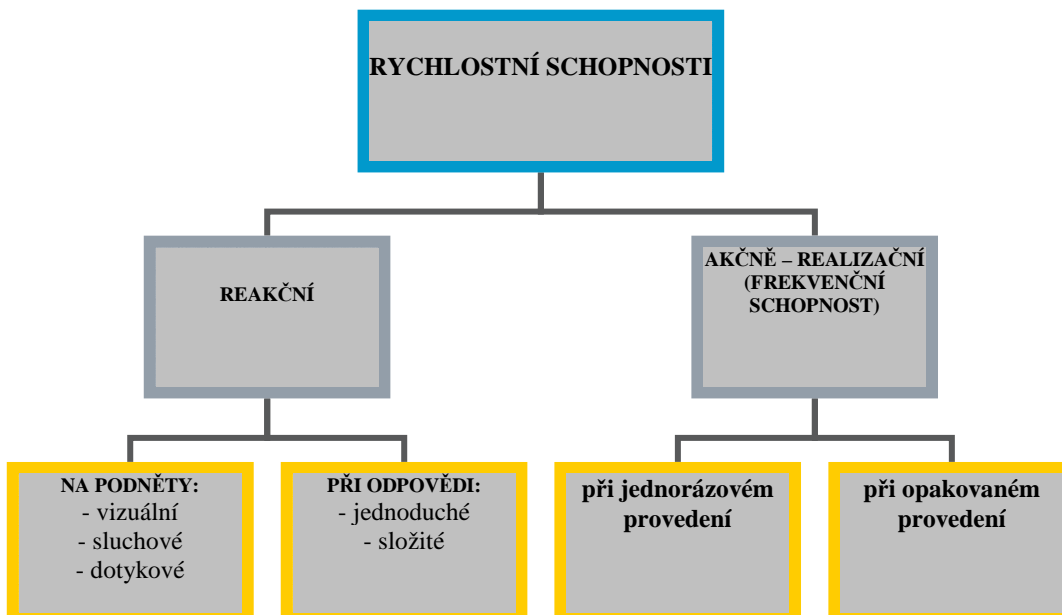 RYCHLOSTNÍ SCHOPNOSTI
REAKČNÍ
AKČNĚ – REALIZAČNÍ
(FREKVENČNÍ
SCHOPNOST)
NA PODNĚTY:
- vizuální
- sluchové
- dotykové
PŘI ODPOVĚDI:
- jednoduché
- složité
při jednorázovém
provedení
při opakovaném
provedení